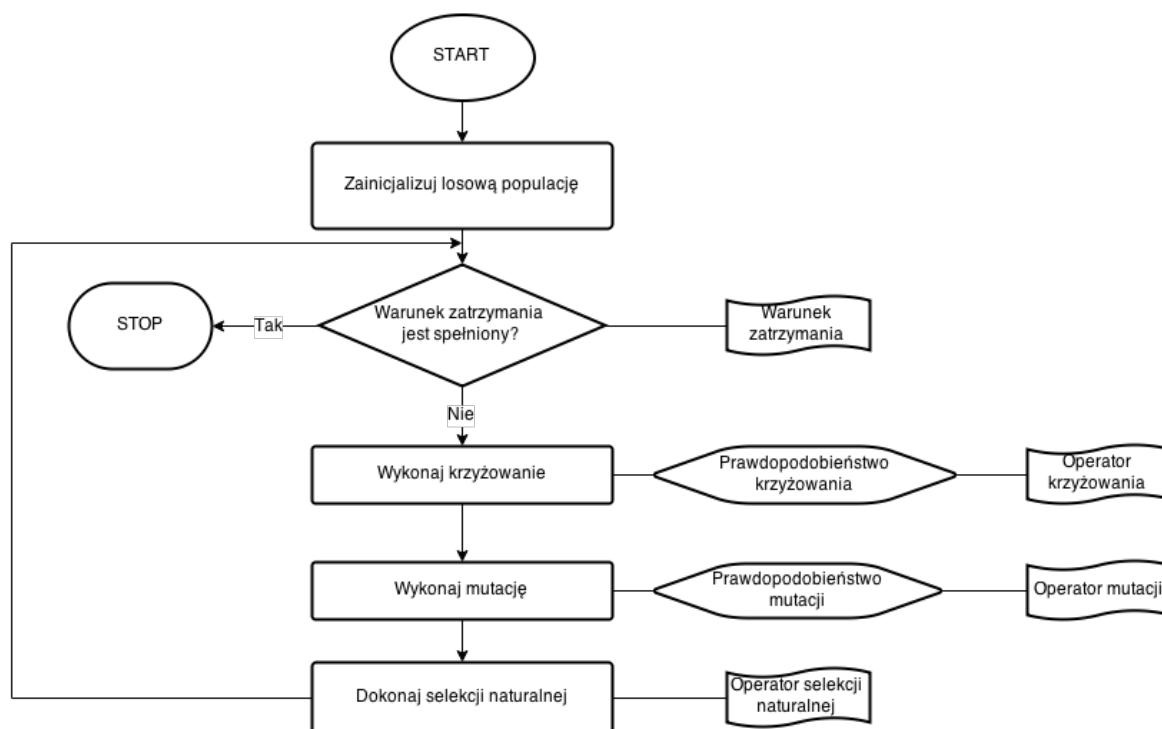 START
Zainicjalizuj losową populację
Warunek zatrzymania
jest spełniony?
STOP
Tak
Warunek
zatrzymania
Nie
Wykonaj krzyżowanie
Prawdopodobieństwo
krzyżowania
Operator
krzyżowania
Wykonaj mutację
Prawdopodobieństwo
mutacji
Operator mutacji
Dokonaj selekcji naturalnej
Operator selekcji
naturalnej